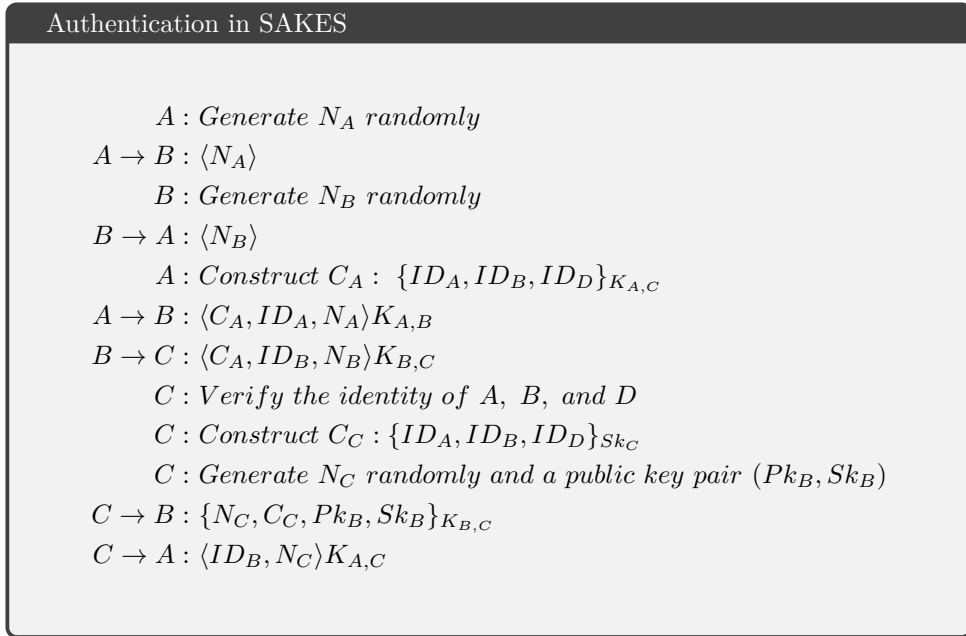 Authentication in SAKES
A : Generate N_A randomly
A → B : ⟨N_A⟩
B : Generate N_B randomly
B → A : ⟨N_B⟩
A : Construct C_A : {ID_A, ID_B, ID_D}_{K_{A,C}}
A → B : ⟨C_A, ID_A, N_A⟩K_{A,B}
B → C : ⟨C_A, ID_B, N_B⟩K_{B,C}
C : Verify the identity of A, B, and D
C : Construct C_C : {ID_A, ID_B, ID_D}_{Sk_C}
C : Generate N_C randomly and a public key pair (Pk_B, Sk_B)
C → B : {N_C, C_C, Pk_B, Sk_B}_{K_{B,C}}
C → A : ⟨ID_B, N_C⟩K_{A,C}